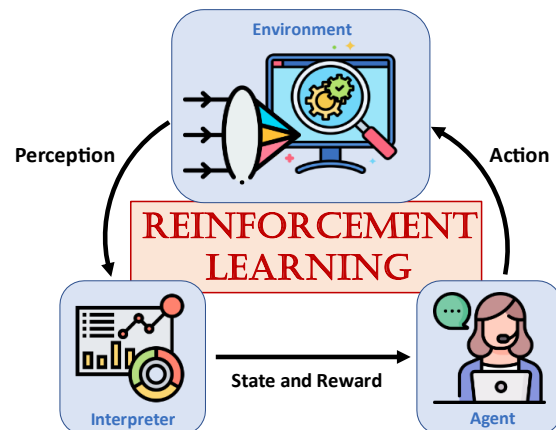 Environment
Perception
Action
REINFORCEMENT
LEARNING
State and Reward
Interpreter
Agent